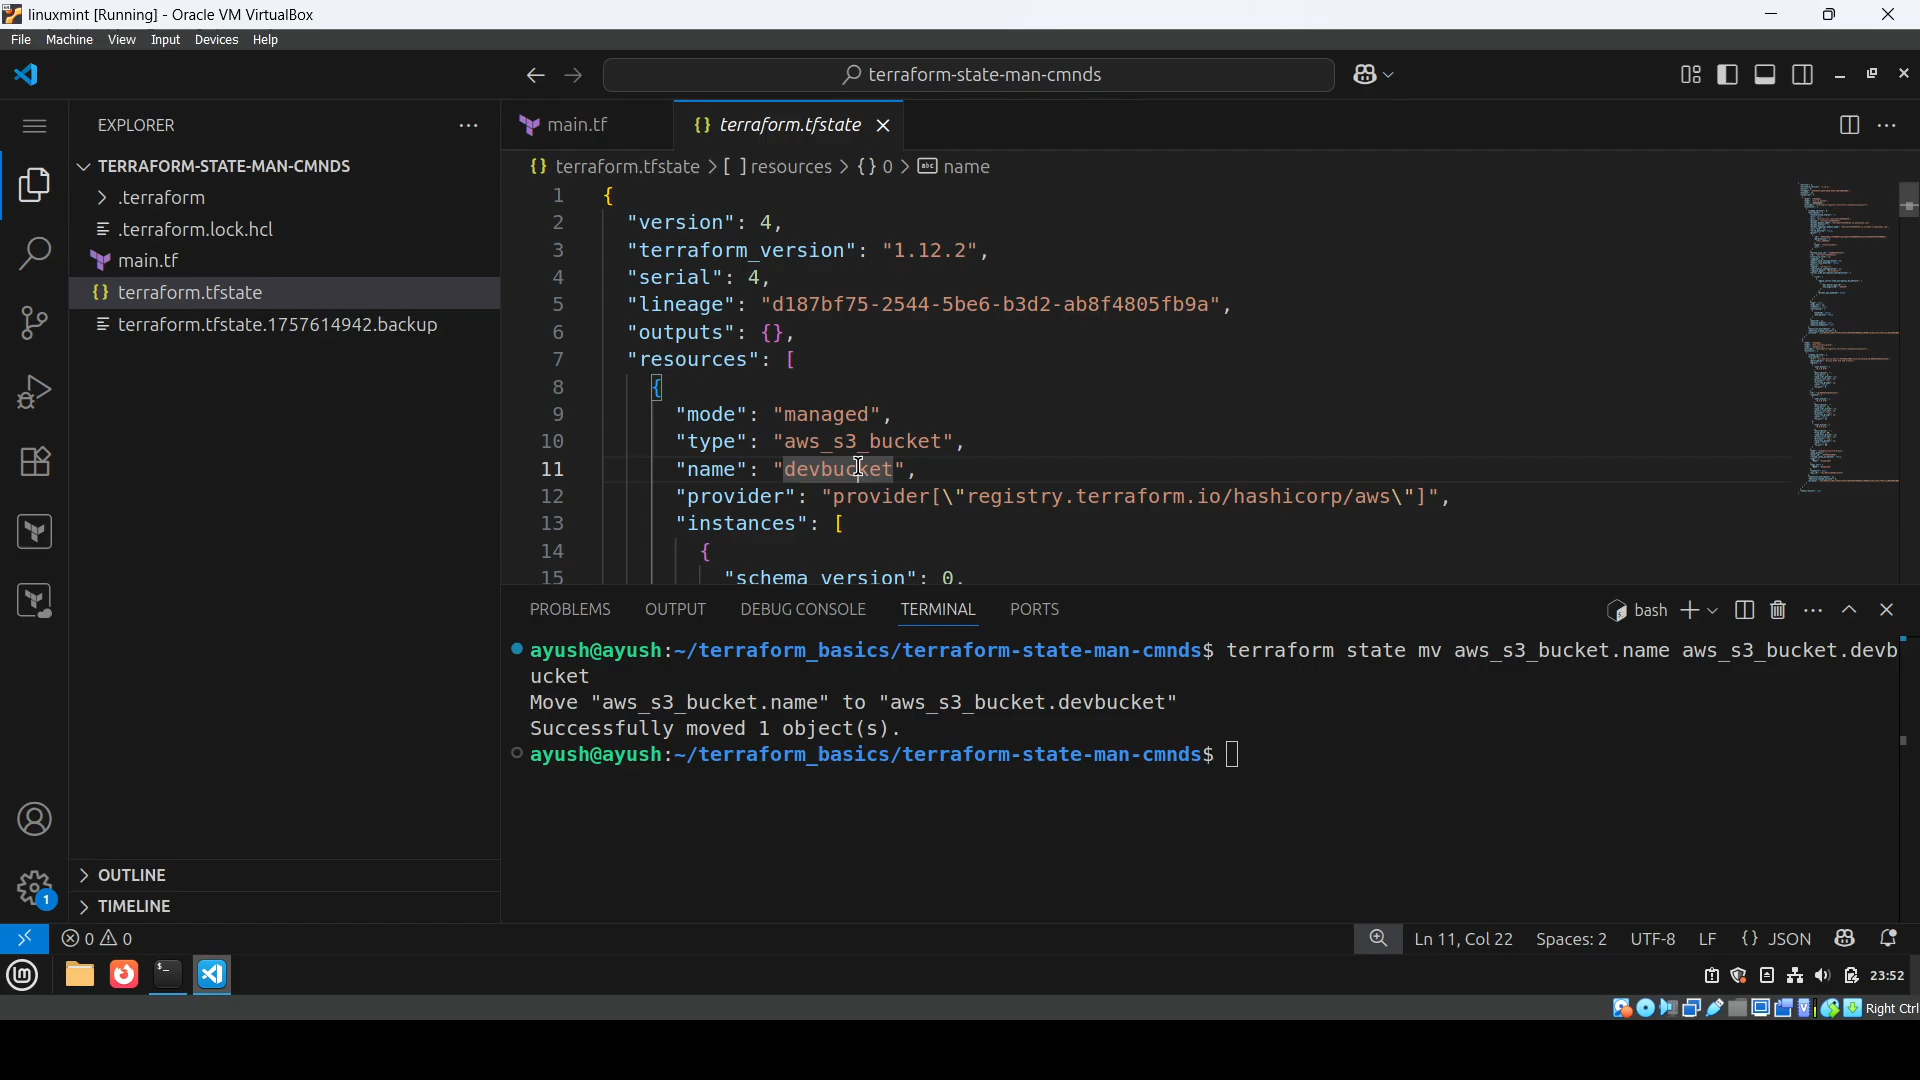 linuxmint [Running] - Oracle VM VirtualBox
File Machine View Input Devices Help
terraform-state-man-cmnds
EXPLORER
main.tf
terraform.tfstate
TERRAFORM-STATE-MAN-CMNDS
.terraform
.terraform.lock.hcl
main.tf
terraform.tfstate
terraform.tfstate.1757614942.backup
terraform.tfstate > [ ] resources > {} 0 > abc name
1 {
2 "version": 4,
3 "terraform_version": "1.12.2",
4 "serial": 4,
5 "lineage": "d187bf75-2544-5be6-b3d2-ab8f4805fb9a",
6 "outputs": {},
7 "resources": [
8 {
9 "mode": "managed",
10 "type": "aws_s3_bucket",
11 "name": "devbucket",
12 "provider": "provider[\"registry.terraform.io/hashicorp/aws\"]",
13 "instances": [
14 {
15 "schema_version": 0,
PROBLEMS OUTPUT DEBUG CONSOLE TERMINAL PORTS
bash
ayush@ayush:~/terraform_basics/terraform-state-man-cmnds$ terraform state mv aws_s3_bucket.name aws_s3_bucket.devb
ucket
Move "aws_s3_bucket.name" to "aws_s3_bucket.devbucket"
Successfully moved 1 object(s).
ayush@ayush:~/terraform_basics/terraform-state-man-cmnds$
OUTLINE
TIMELINE
1
0 0
Ln 11, Col 22 Spaces: 2 UTF-8 LF {} JSON
23:52
Right Ctrl